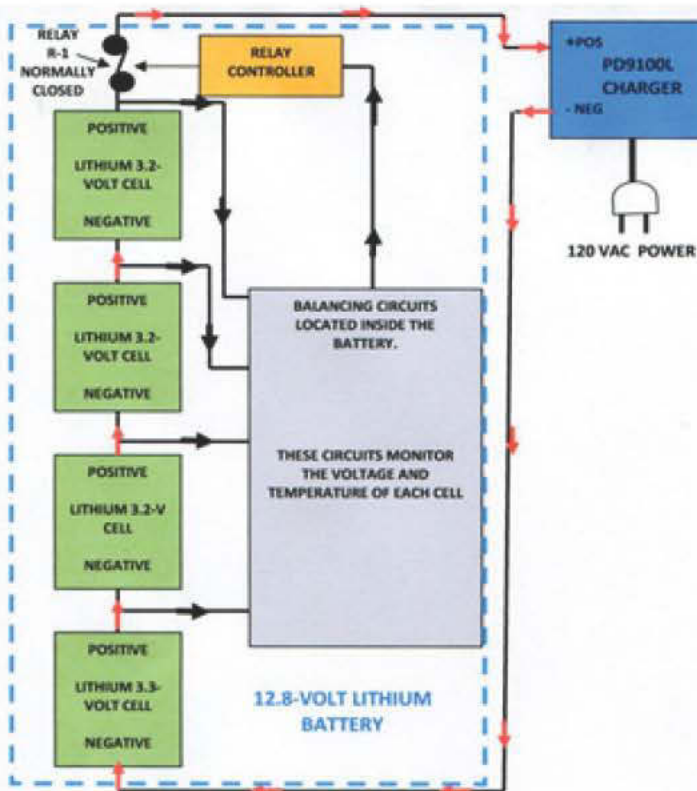 RELAY
R-1
NORMALLY
CLOSED
RELAY
CONTROLLER
+POS
PD9100L
CHARGER
- NEG
120 VAC POWER
POSITIVE
LITHIUM 3.2-
VOLT CELL
NEGATIVE
POSITIVE
LITHIUM 3.2-
VOLT CELL
NEGATIVE
POSITIVE
LITHIUM 3.2-V
CELL
NEGATIVE
POSITIVE
LITHIUM 3.3-
VOLT CELL
NEGATIVE
BALANCING CIRCUITS
LOCATED INSIDE THE
BATTERY.
THESE CIRCUITS MONITOR
THE VOLTAGE AND
TEMPERATURE OF EACH CELL
12.8-VOLT LITHIUM
BATTERY